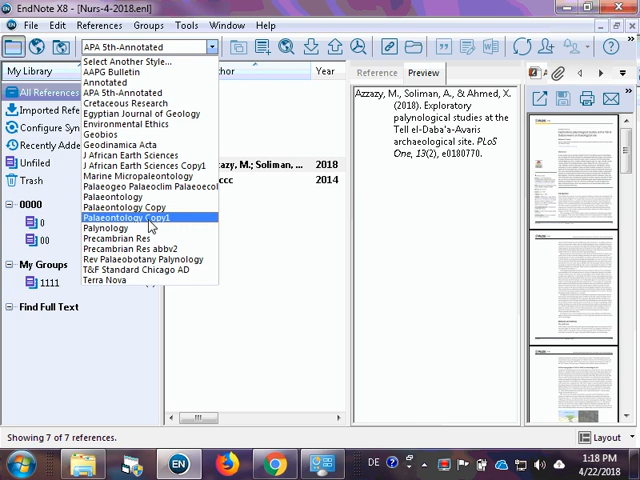 EndNote X8 - [Nurs-4-2018.enl]
File Edit References Groups Tools Window Help
APA 5th-Annotated
My Library
All References
Imported Refe
Configure Syn
Recently Adde
Unfiled
Trash
0000
0
00
My Groups
1111
Find Full Text
Select Another Style...
AAPG Bulletin
Annotated
APA 5th-Annotated
Cretaceous Research
Egyptian Journal of Geology
Environmental Ethics
Geobios
Geodinamica Acta
J African Earth Sciences
J African Earth Sciences Copy1
Marine Micropaleontology
Palaeogeo Palaeoclim Palaeoecol
Palaeontology
Palaeontology Copy
Palaeontology Copy1
Palynology
Precambrian Res
Precambrian Res abbv2
Rev Palaeobotany Palynology
T&F Standard Chicago AD
Terra Nova
thor Year
zazy, M.; Soliman, ... 2018
ccc 2014
Reference Preview
Azzazy, M., Soliman, A., & Ahmed, X.
(2018). Exploratory
palynological studies at the
Tell el-Daba'a-Avaris
archaeological site. PLoS
One, 13(2), e0180770.
Showing 7 of 7 references.
Layout
EN
DE
1:18 PM
4/22/2018